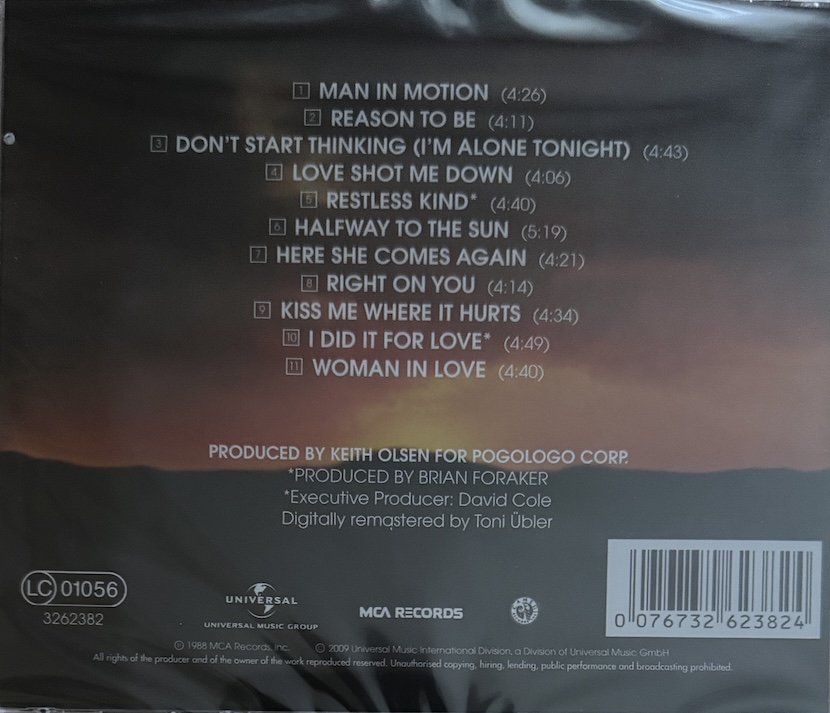 1 MAN IN MOTION (4:26)
2 REASON TO BE (4:11)
3 DON'T START THINKING (I'M ALONE TONIGHT) (4:43)
4 LOVE SHOT ME DOWN (4:06)
5 RESTLESS KIND* (4:40)
6 HALFWAY TO THE SUN (5:19)
7 HERE SHE COMES AGAIN (4:21)
8 RIGHT ON YOU (4:14)
9 KISS ME WHERE IT HURTS (4:34)
10 I DID IT FOR LOVE* (4:49)
11 WOMAN IN LOVE (4:40)
PRODUCED BY KEITH OLSEN FOR POGOLOGO CORP.
*PRODUCED BY BRIAN FORAKER
*Executive Producer: David Cole
Digitally remastered by Toni Übler
LC 01056
3262382
UNIVERSAL
UNIVERSAL MUSIC GROUP
MCA RECORDS
0 076732 623824
℗ 1988 MCA Records, Inc. © 2009 Universal Music International Division, a Division of Universal Music GmbH
All rights of the producer and of the owner of the work reproduced reserved. Unauthorised copying, hiring, lending, public performance and broadcasting prohibited.